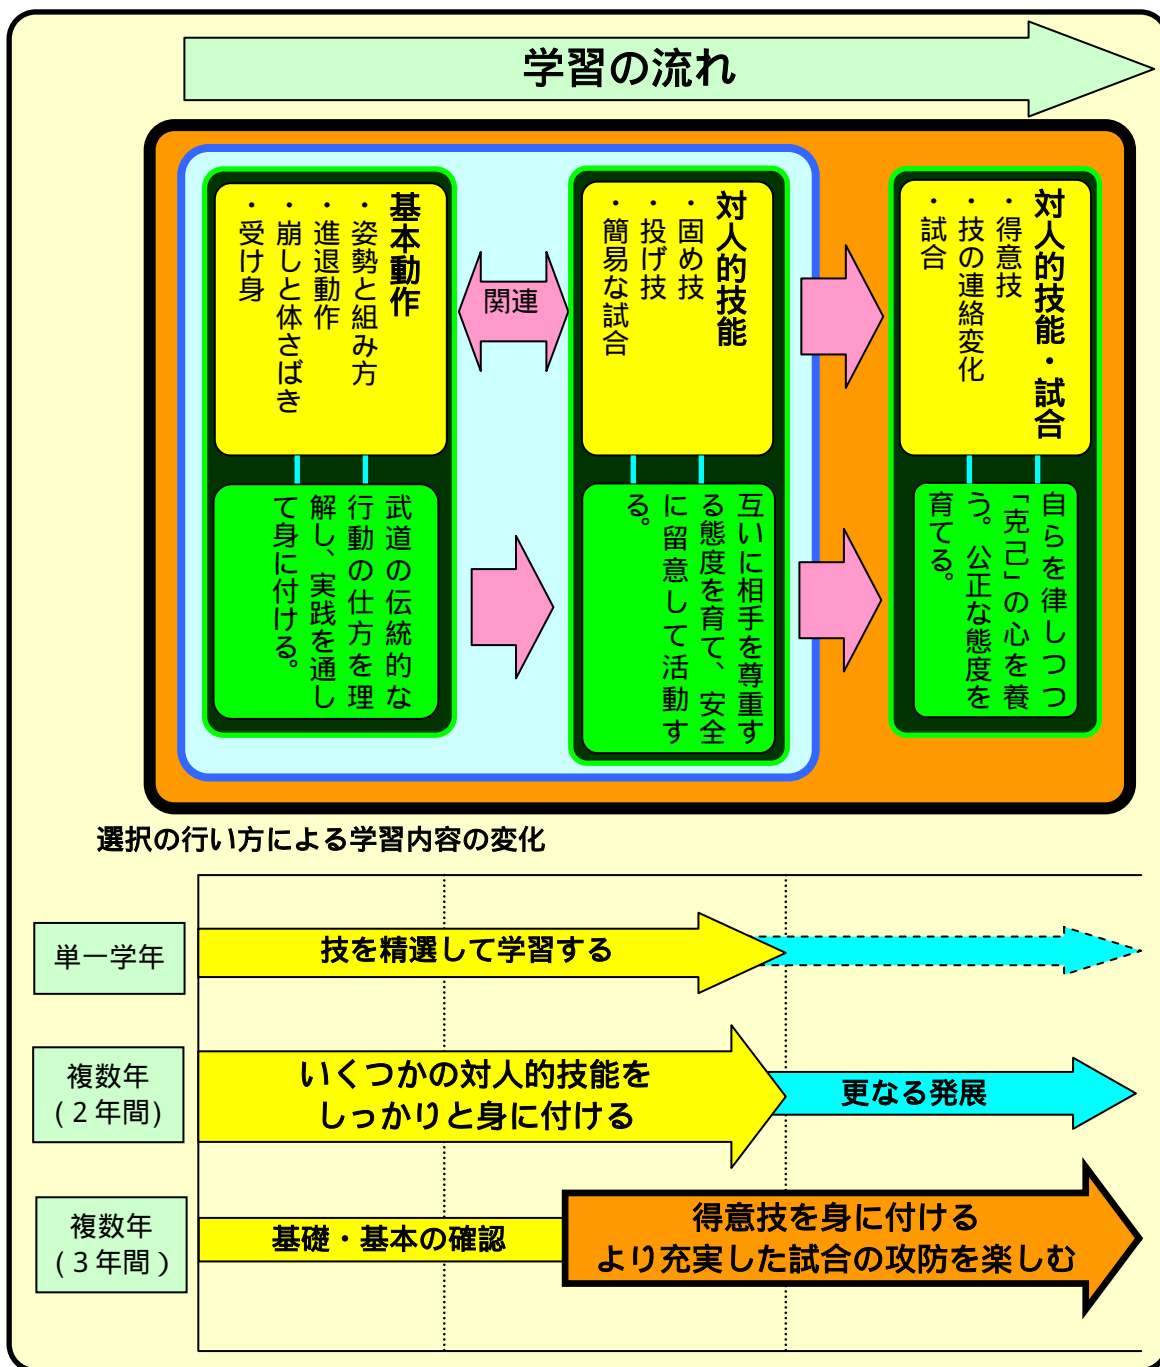 学習の流れ
基本動作
・姿勢と組み方
・進退動作
・崩しと体さばき
・受け身
関連
対人的技能
・固め技
・投げ技
・簡易な試合
対人的技能・試合
・得意技
・技の連絡変化
・試合
武道の伝統的な
行動の仕方を理
解し、実践を通し
て身に付ける。
互いに相手を尊重す
る態度を育て、安全
に留意して活動す
る。
自らを律しつつ
「克己」の心を養
う。公正な態度を
育てる。
選択の行い方による学習内容の変化
単一学年
技を精選して学習する
複数年
(２年間)
いくつかの対人的技能を
しっかりと身に付ける
更なる発展
複数年
(３年間)
基礎・基本の確認
得意技を身に付ける
より充実した試合の攻防を楽しむ